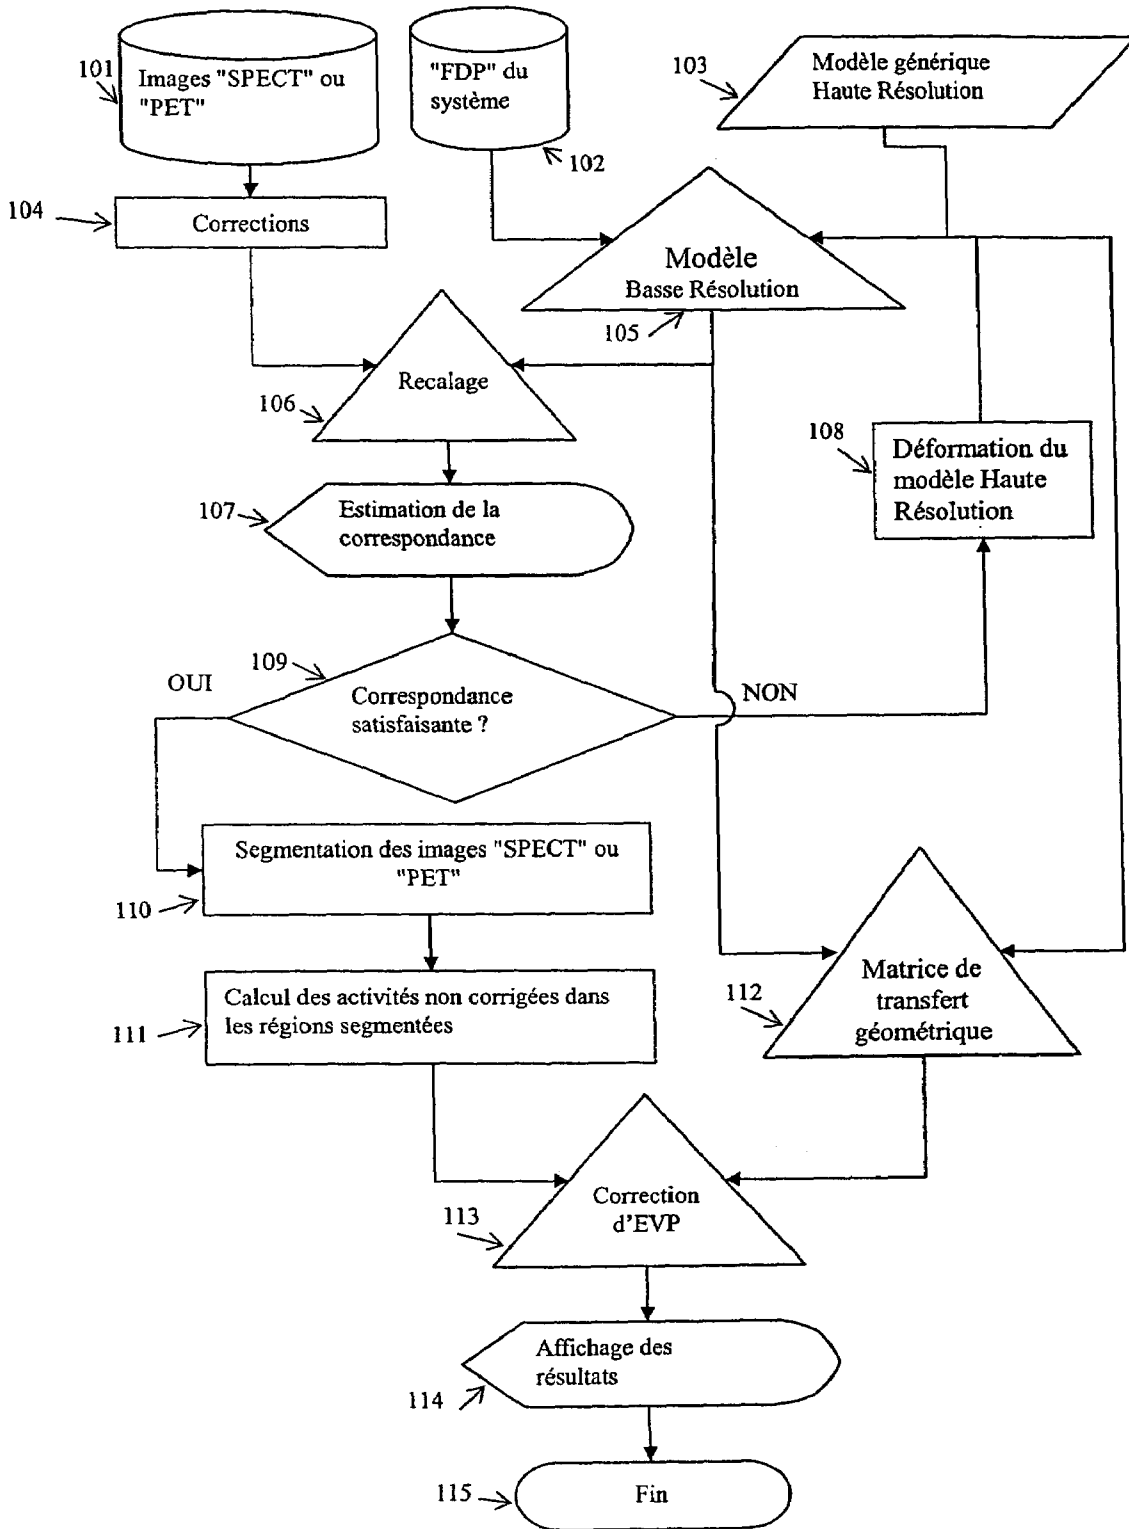 101
Images "SPECT" ou
"PET"
"FDP" du
système
102
103
Modèle générique
Haute Résolution
104
Corrections
Modèle
Basse Résolution
105
Recalage
106
108
Déformation du
modèle Haute
Résolution
107
Estimation de la
correspondance
109
OUI
Correspondance
satisfaisante ?
NON
Segmentation des images "SPECT" ou
"PET"
110
Calcul des activités non corrigées dans
les régions segmentées
111
112
Matrice de
transfert
géométrique
113
Correction
d'EVP
Affichage des
résultats
114
115
Fin